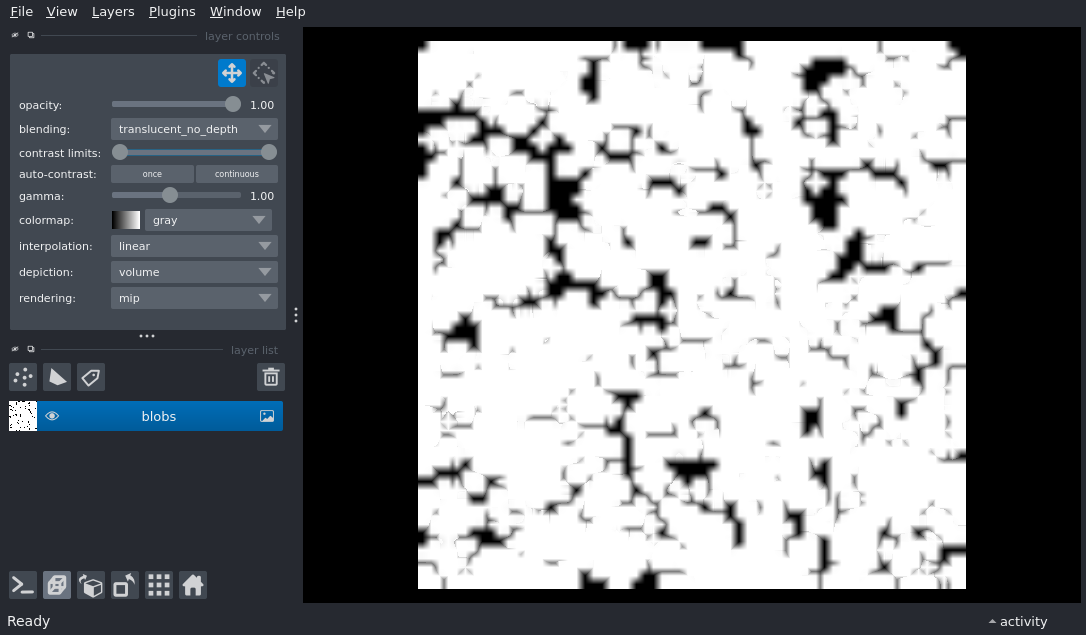 File View Layers Plugins Window Help
layer controls
opacity: 1.00
blending: translucent_no_depth
contrast limits:
auto-contrast: once continuous
gamma: 1.00
colormap: gray
interpolation: linear
depiction: volume
rendering: mip
layer list
blobs
Ready activity